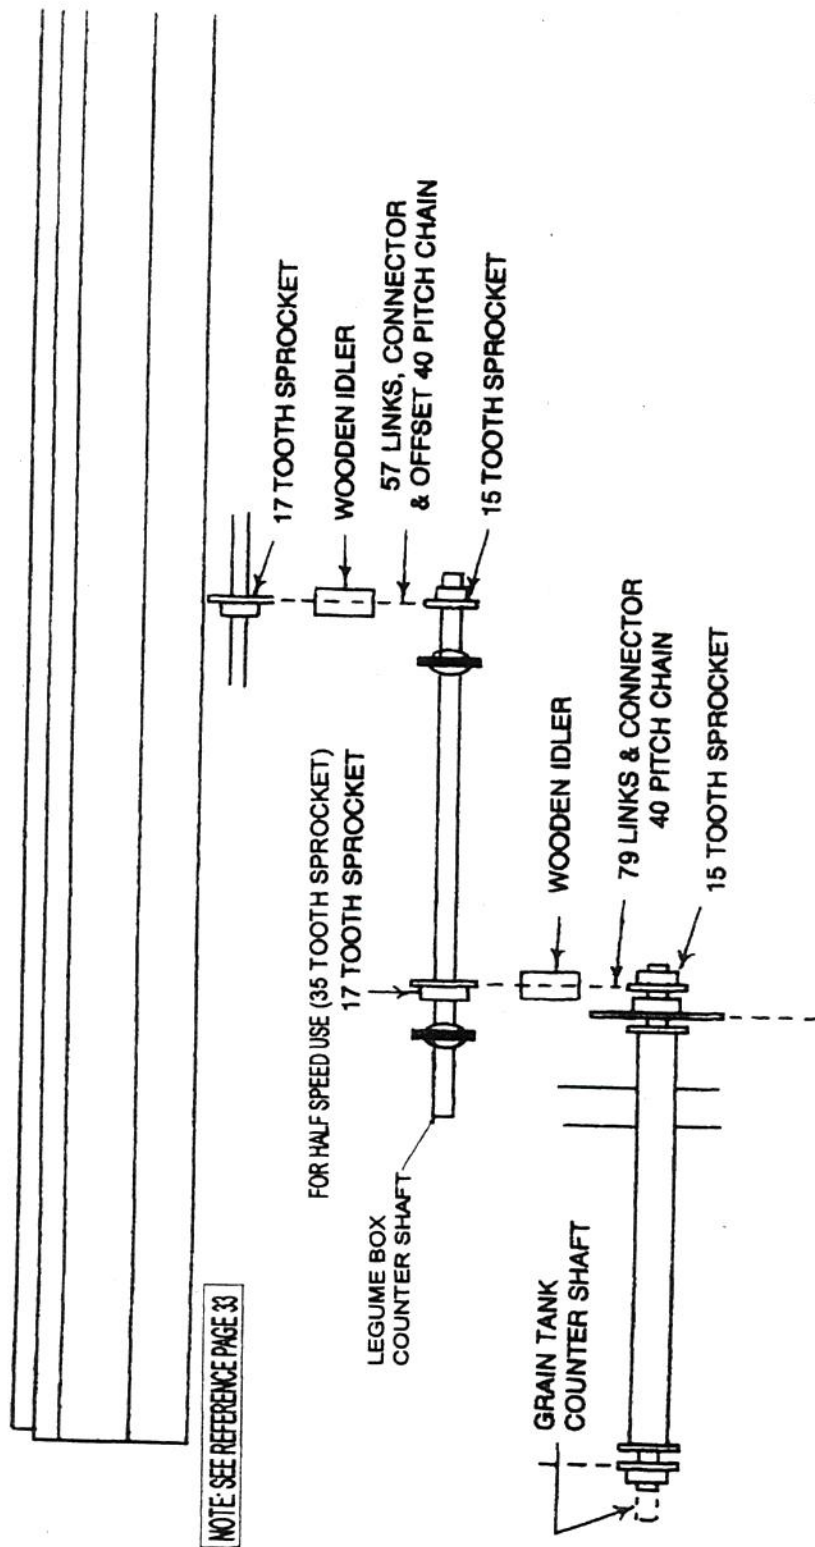 NOTE: SEE REFERENCE PAGE 33
17 TOOTH SPROCKET
WOODEN IDLER
57 LINKS, CONNECTOR
& OFFSET 40 PITCH CHAIN
15 TOOTH SPROCKET
FOR HALF SPEED USE (35 TOOTH SPROCKET)
17 TOOTH SPROCKET
LEGUME BOX
COUNTER SHAFT
WOODEN IDLER
79 LINKS & CONNECTOR
40 PITCH CHAIN
15 TOOTH SPROCKET
GRAIN TANK
COUNTER SHAFT